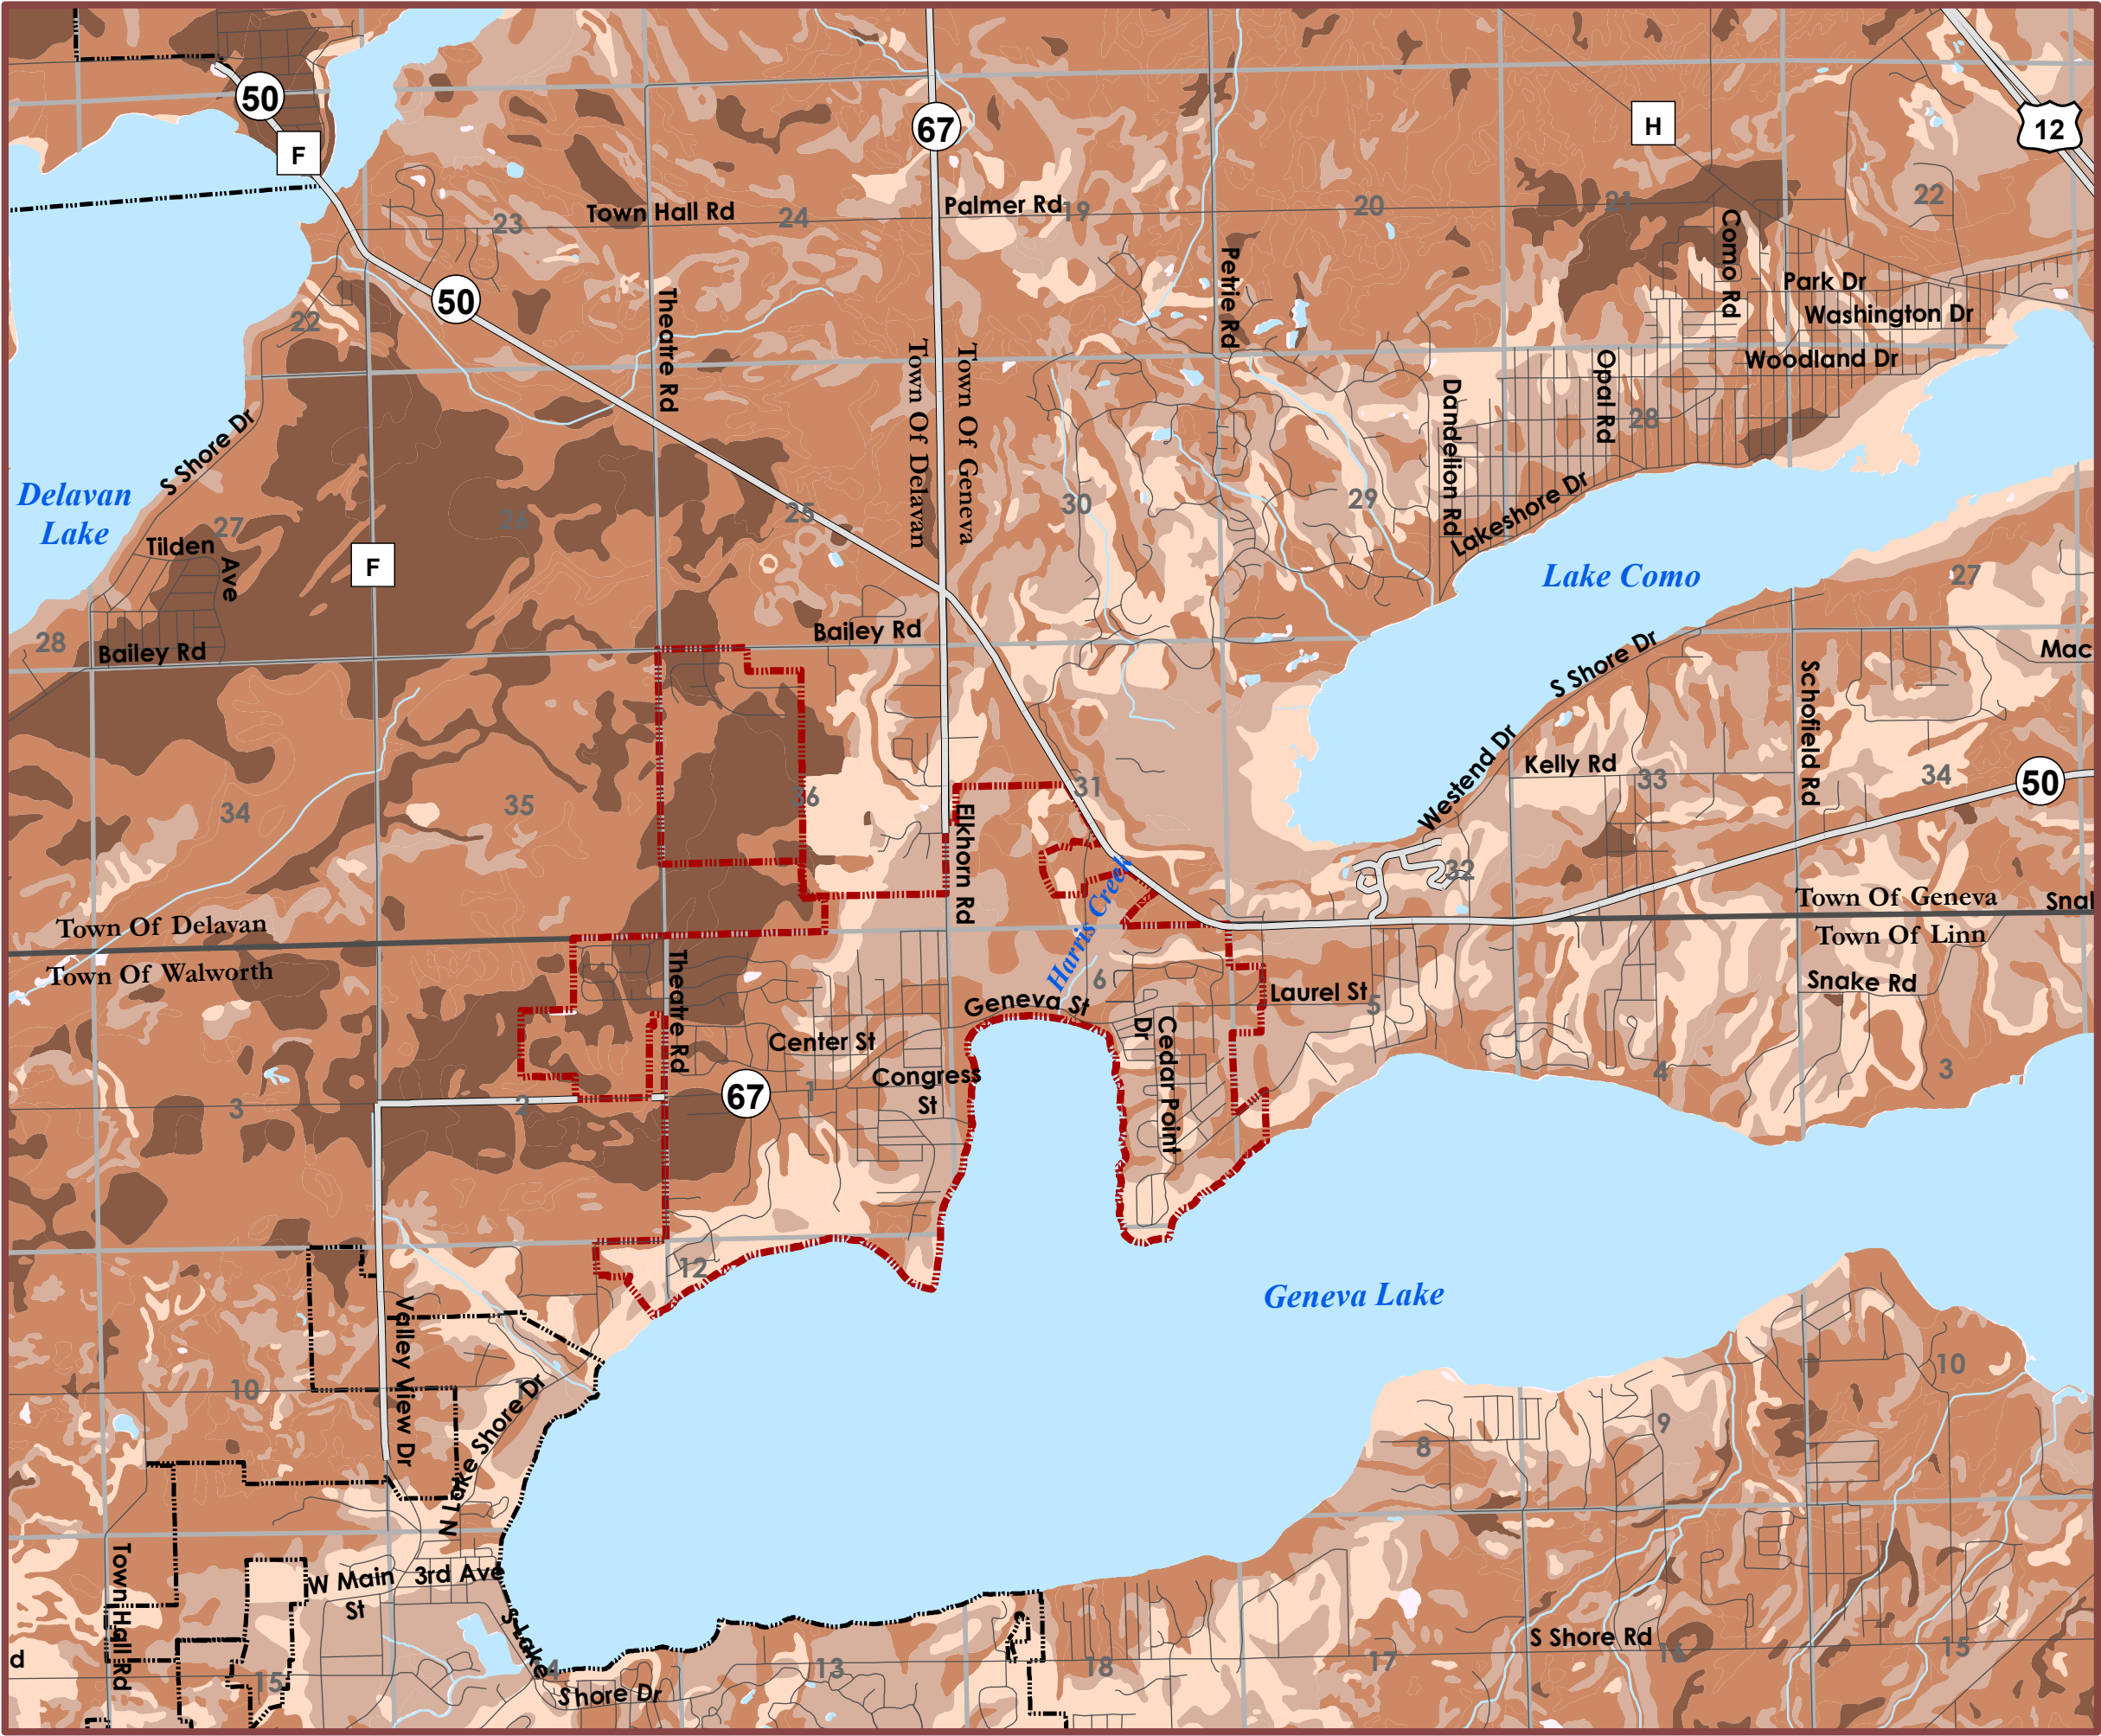 50
F
67
H
12
23
Town Hall Rd
24
Palmer Rd
19
20
21
22
Como Rd
Petrie Rd
Park Dr
Washington Dr
Woodland Dr
50
22
Theatre Rd
Town Of Delavan
Town Of Geneva
Opal Rd
Dandelion Rd
28
S Shore Dr
Delavan
Lake
27
26
25
30
29
Lakeshore Dr
Tilden
Ave
F
Lake Como
27
28
Bailey Rd
Bailey Rd
S Shore Dr
Mac
Schofield Rd
Westend Dr
Kelly Rd
33
34
50
34
35
36
31
Elkhorn Rd
Harris Creek
32
Town Of Geneva
Snal
Town Of Linn
Town Of Delavan
Town Of Walworth
Theatre Rd
6
Geneva St
Laurel St
5
Snake Rd
Center St
Cedar Point
Dr
Congress
St
67
1
2
3
4
3
12
Geneva Lake
Valley View Dr
10
N Lake Shore Dr
10
9
8
Town Hall Rd
W Main
St
3rd Ave
S Lake
Shore Dr
d
15
13
18
17
S Shore Rd
16
15